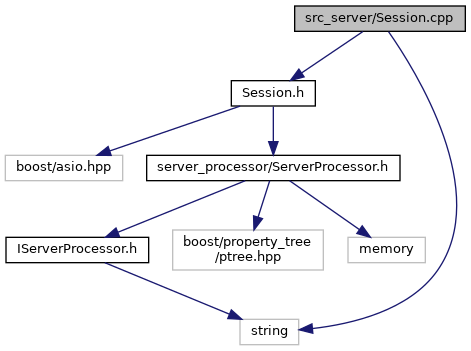 src_server/Session.cpp
Session.h
boost/asio.hpp
server_processor/ServerProcessor.h
IServerProcessor.h
boost/property_tree
/ptree.hpp
memory
string